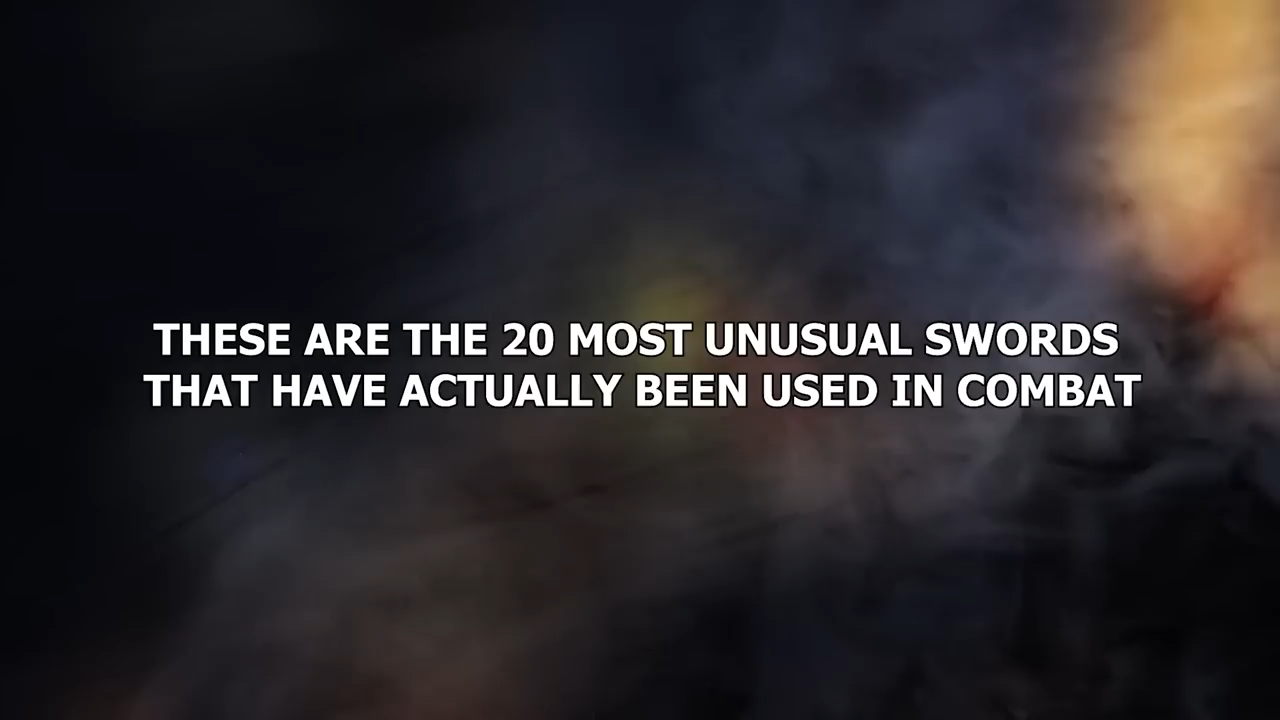 THESE ARE THE 20 MOST UNUSUAL SWORDS
THAT HAVE ACTUALLY BEEN USED IN COMBAT